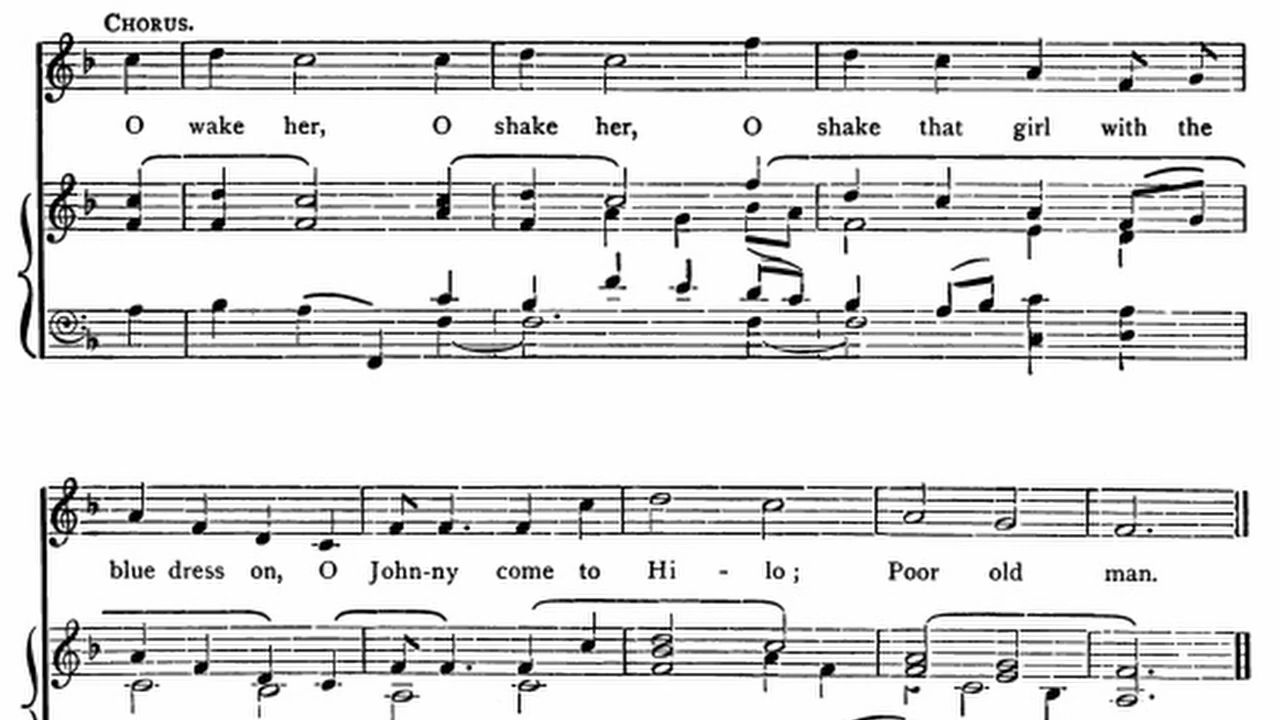 CHORUS.
O wake her, O shake her, O shake that girl with the
blue dress on, O John-ny come to Hi - lo; Poor old man.